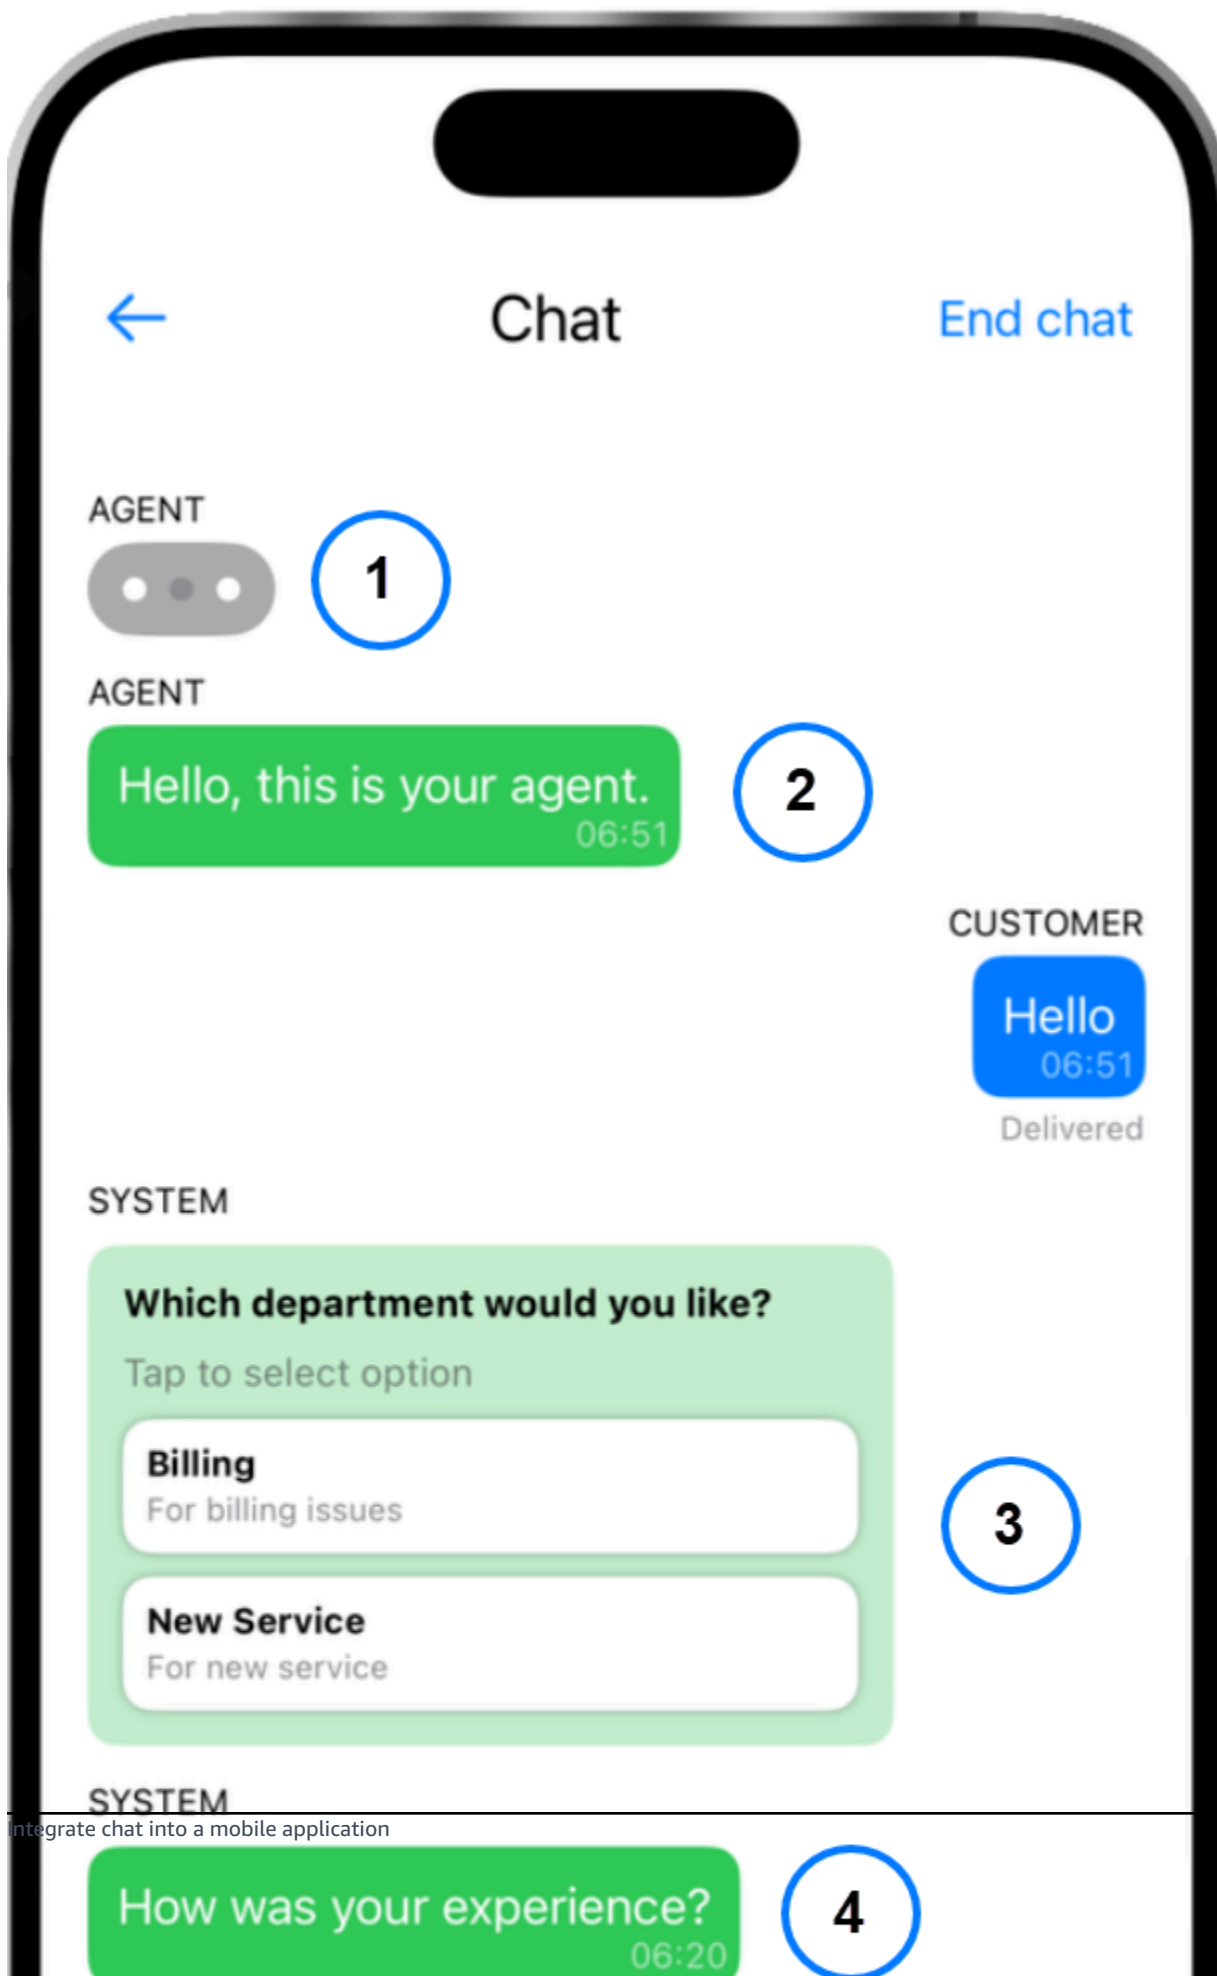 Chat End chat
AGENT
1
AGENT
Hello, this is your agent.
06:51
2
CUSTOMER
Hello
06:51
Delivered
SYSTEM
Which department would you like?
Tap to select option
Billing
For billing issues
3
New Service
For new service
SYSTEM
Integrate chat into a mobile application
How was your experience?
06:20
4